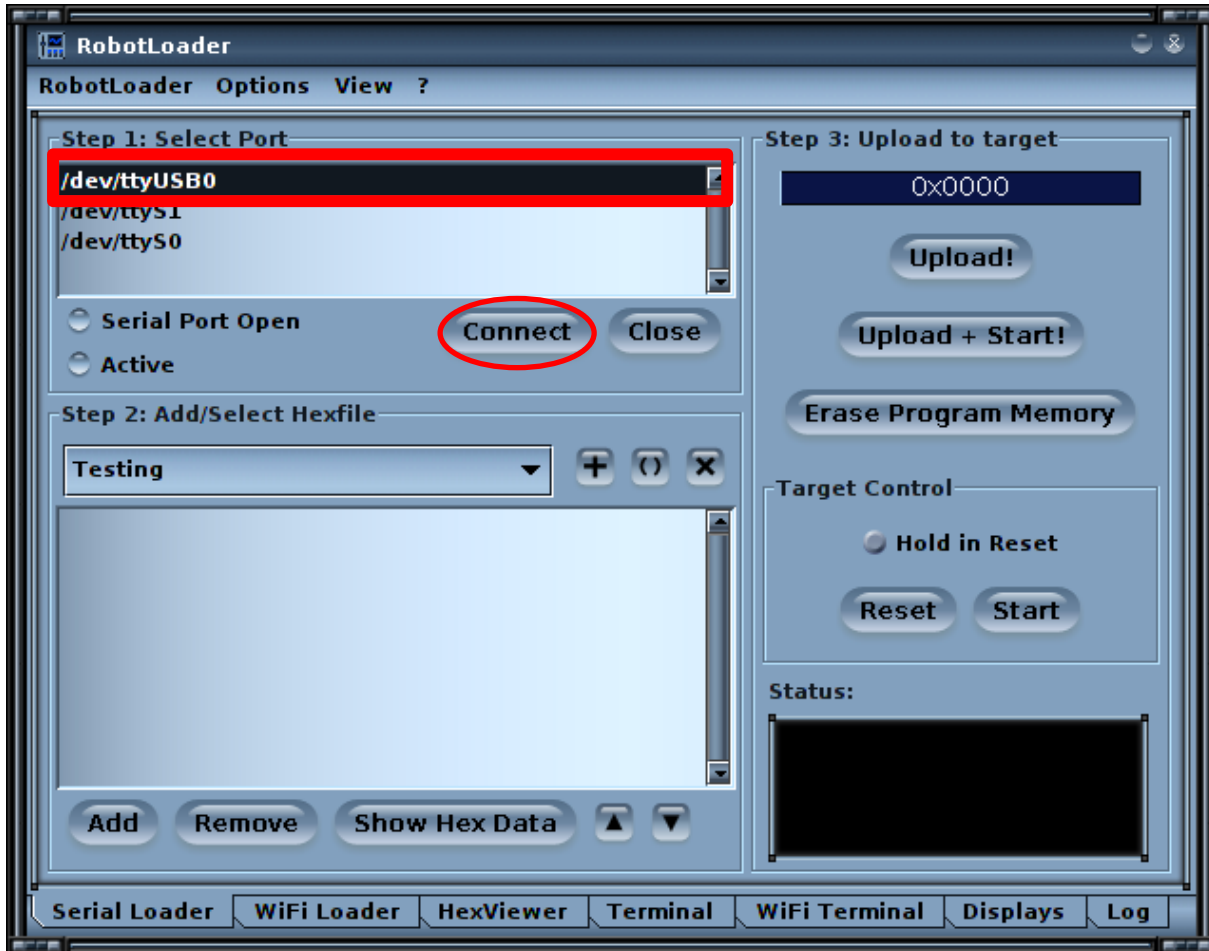 RobotLoader
RobotLoader Options View ?
Step 1: Select Port
/dev/ttyUSB0
/dev/ttyS1
/dev/ttyS0
Serial Port Open
Active
Connect
Close
Step 2: Add/Select Hexfile
Testing
+ () x
Add
Remove
Show Hex Data
Step 3: Upload to target
0x0000
Upload!
Upload + Start!
Erase Program Memory
Target Control
Hold in Reset
Reset
Start
Status:
Serial Loader WiFi Loader HexViewer Terminal WiFi Terminal Displays Log